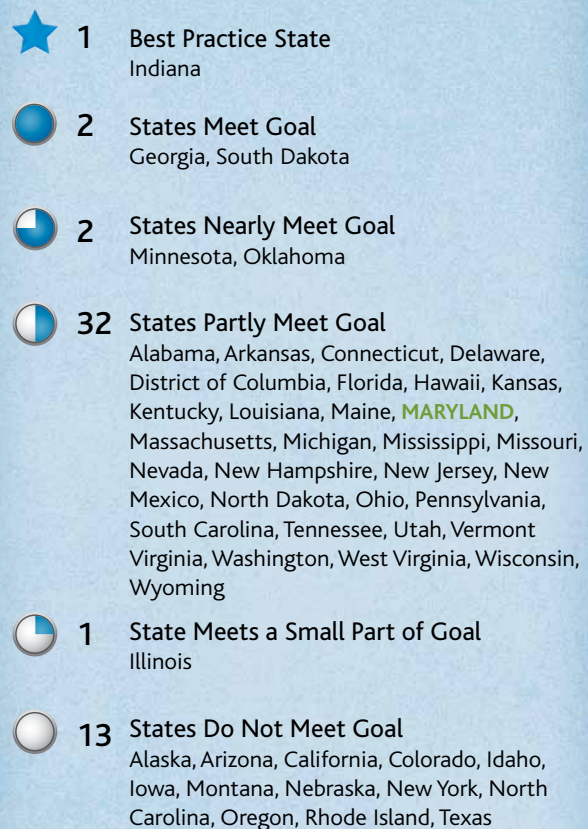 1 Best Practice State
Indiana
2 States Meet Goal
Georgia, South Dakota
2 States Nearly Meet Goal
Minnesota, Oklahoma
32 States Partly Meet Goal
Alabama, Arkansas, Connecticut, Delaware,
District of Columbia, Florida, Hawaii, Kansas,
Kentucky, Louisiana, Maine, MARYLAND,
Massachusetts, Michigan, Mississippi, Missouri,
Nevada, New Hampshire, New Jersey, New
Mexico, North Dakota, Ohio, Pennsylvania,
South Carolina, Tennessee, Utah, Vermont
Virginia, Washington, West Virginia, Wisconsin,
Wyoming
1 State Meets a Small Part of Goal
Illinois
13 States Do Not Meet Goal
Alaska, Arizona, California, Colorado, Idaho,
Iowa, Montana, Nebraska, New York, North
Carolina, Oregon, Rhode Island, Texas